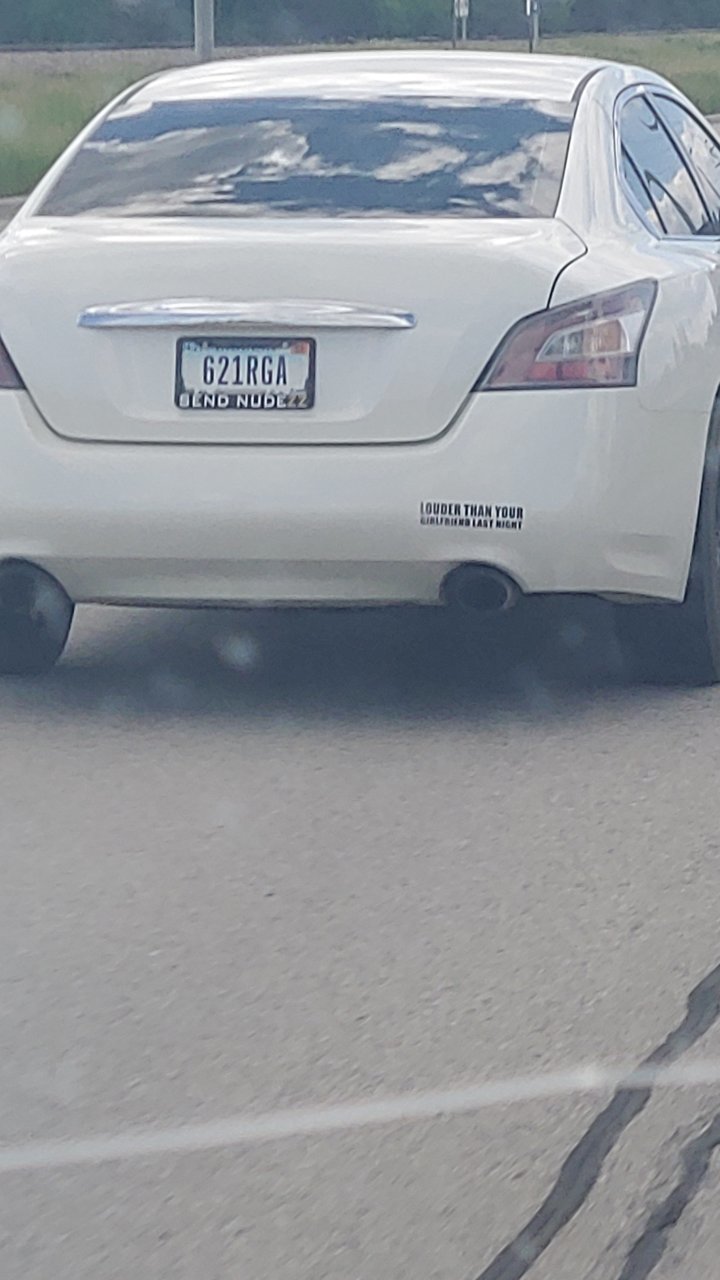 621RGA
SEND NUDEZZ
LOUDER THAN YOUR
GIRLFRIEND LAST NIGHT